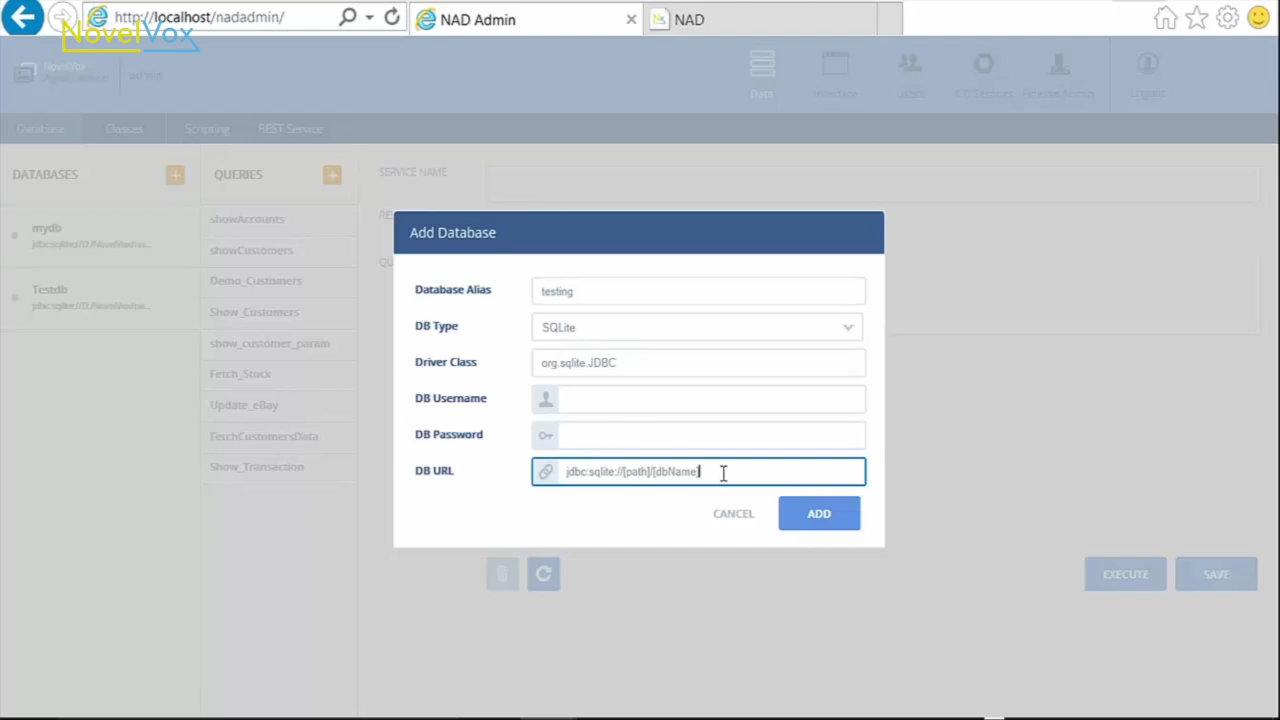 http://localhost/nadadmin/
NAD Admin
NAD
NovelVox
NovelVox
Data
Interface
Logout
Database
Classes
Scripting
REST Service
DATABASES
QUERIES
SERVICE NAME
mydb
showAccounts
showCustomers
Demo_Customers
Testdb
Show_Customers
show_customer_param
Fetch_Stock
Update_eBay
FetchCustomersData
Show_Transaction
Add Database
Database Alias
testing
DB Type
SQLite
Driver Class
org.sqlite.JDBC
DB Username
DB Password
DB URL
jdbc:sqlite://[path]/[dbName]
CANCEL
ADD
EXECUTE
SAVE